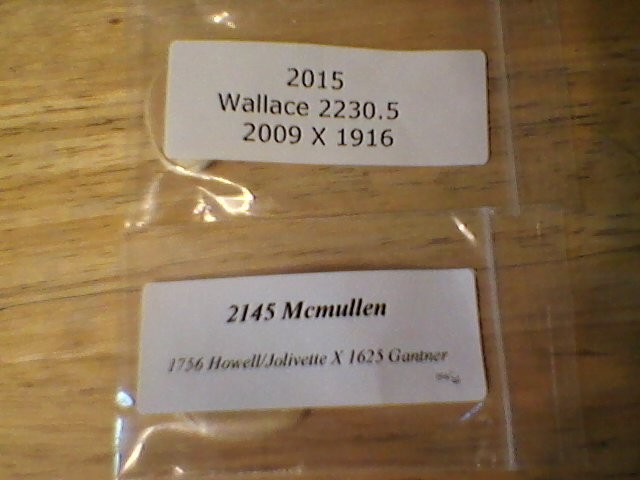 2015
Wallace 2230.5
2009 X 1916
2145 Mcmullen
1756 Howell/Jolivette X 1625 Gantner